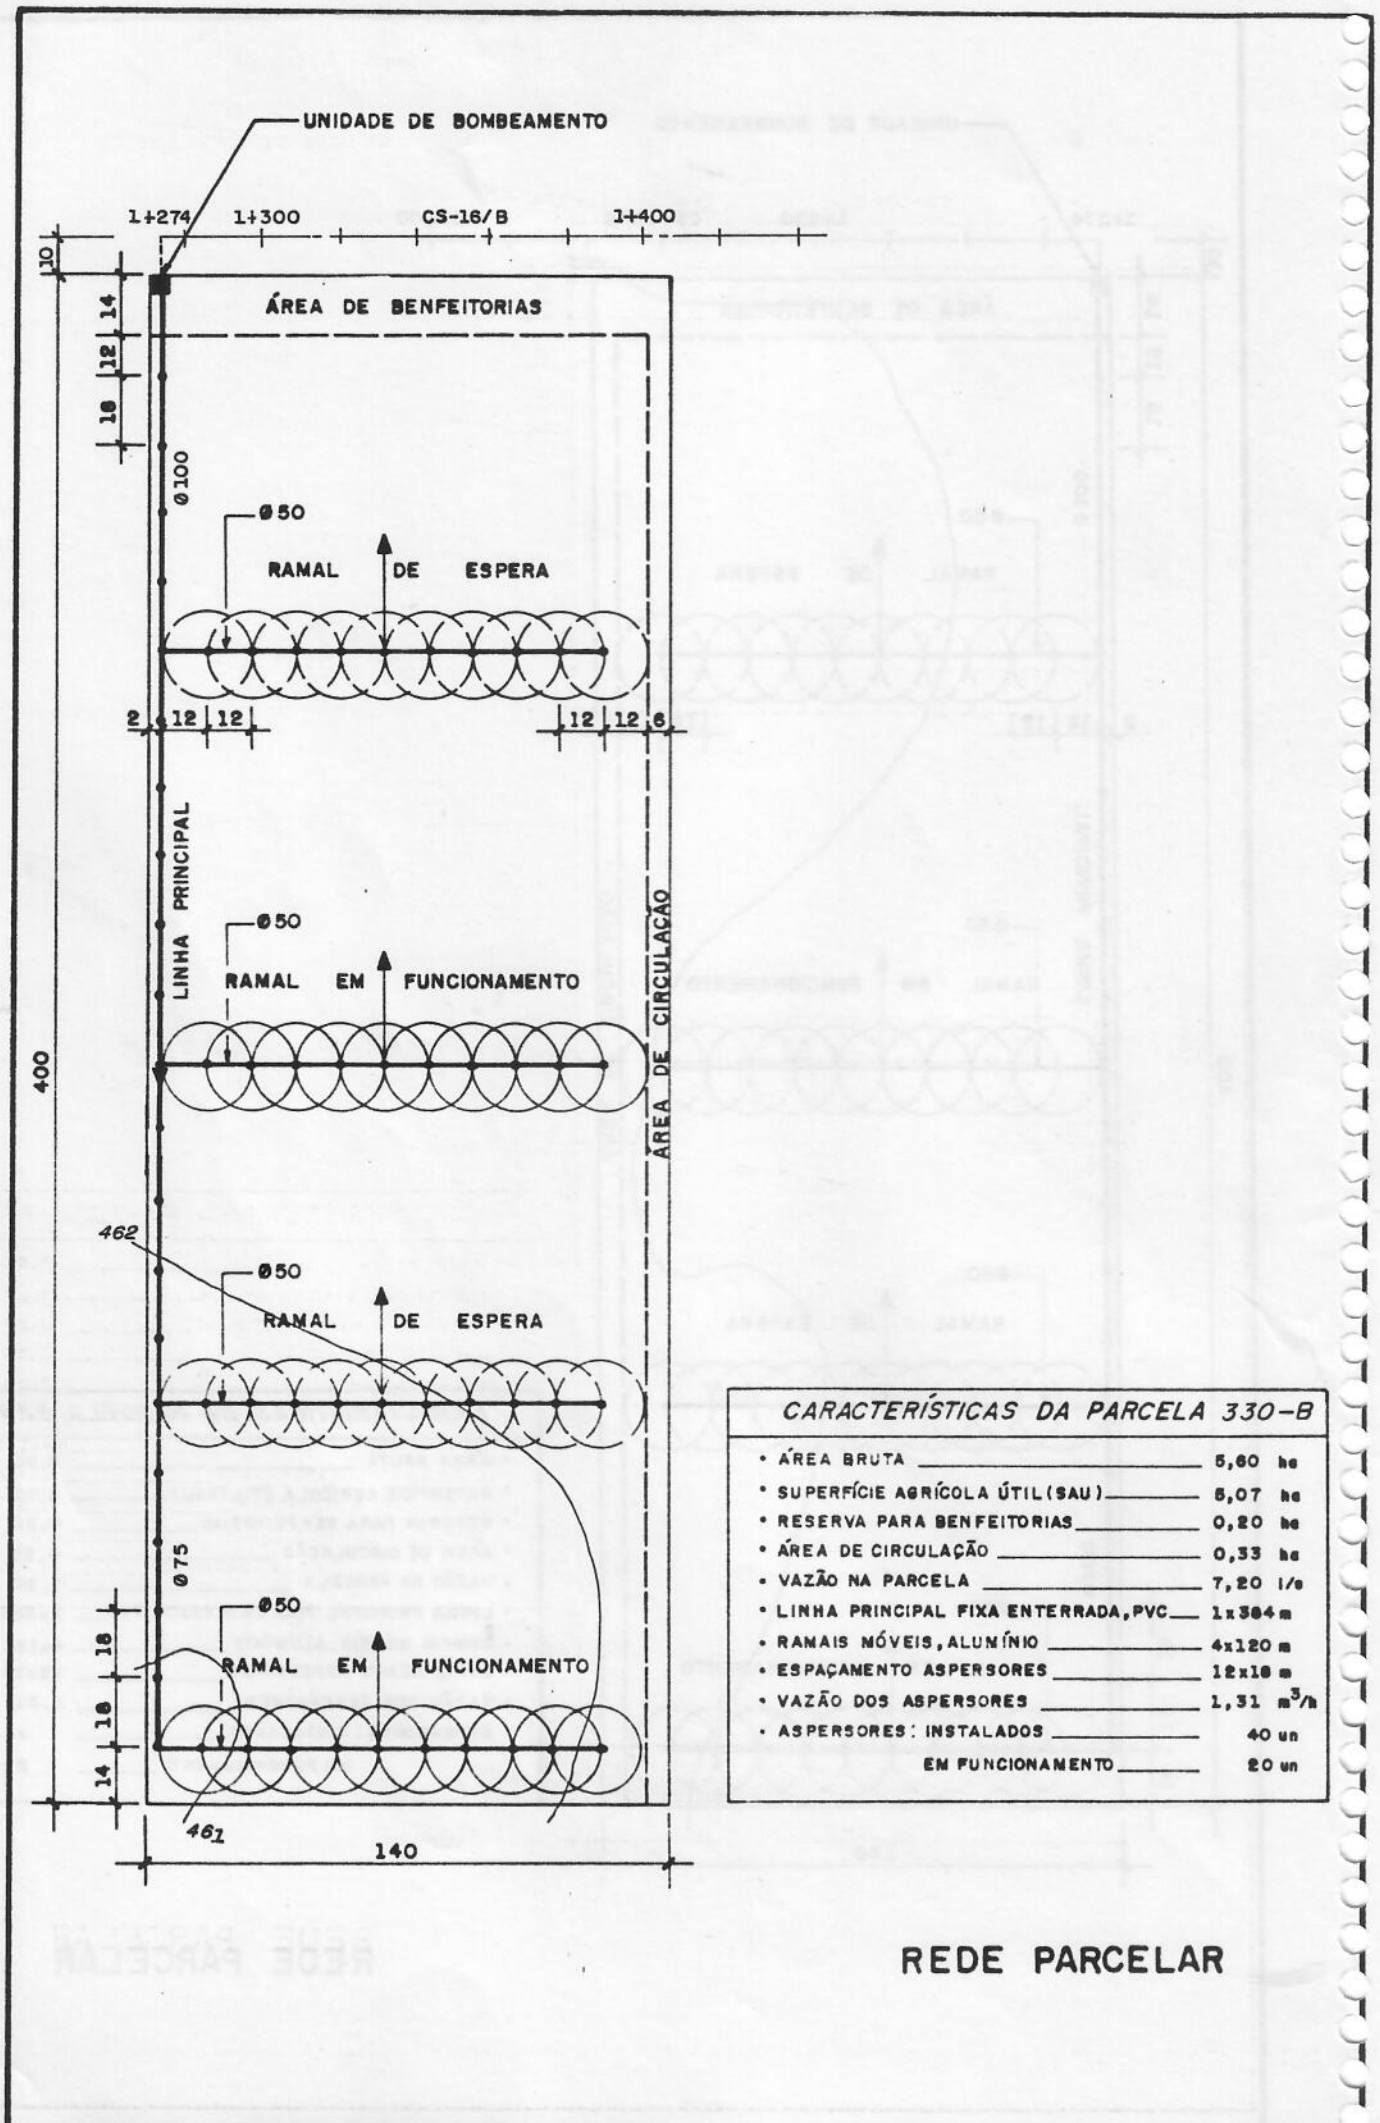 UNIDADE DE BOMBEAMENTO
1+274 1+300 CS-16/B 1+400
10
ÁREA DE BENFEITORIAS
14
12
18
Ø100
Ø50
RAMAL DE ESPERA
2 12 12 12 12 6
LINHA PRINCIPAL
Ø50
RAMAL EM FUNCIONAMENTO
ÁREA DE CIRCULAÇÃO
400
462
Ø50
RAMAL DE ESPERA
Ø75
Ø50
18
RAMAL EM FUNCIONAMENTO
18
14
461
140
CARACTERÍSTICAS DA PARCELA 330-B
• ÁREA BRUTA 5,60 ha
• SUPERFÍCIE AGRÍCOLA ÚTIL (SAU) 5,07 ha
• RESERVA PARA BENFEITORIAS 0,20 ha
• ÁREA DE CIRCULAÇÃO 0,33 ha
• VAZÃO NA PARCELA 7,20 l/s
• LINHA PRINCIPAL FIXA ENTERRADA, PVC 1x384 m
• RAMAIS MÓVEIS, ALUMÍNIO 4x120 m
• ESPAÇAMENTO ASPERSORES 12x18 m
• VAZÃO DOS ASPERSORES 1,31 m³/h
• ASPERSORES: INSTALADOS 40 un
EM FUNCIONAMENTO 20 un
REDE PARCELAR